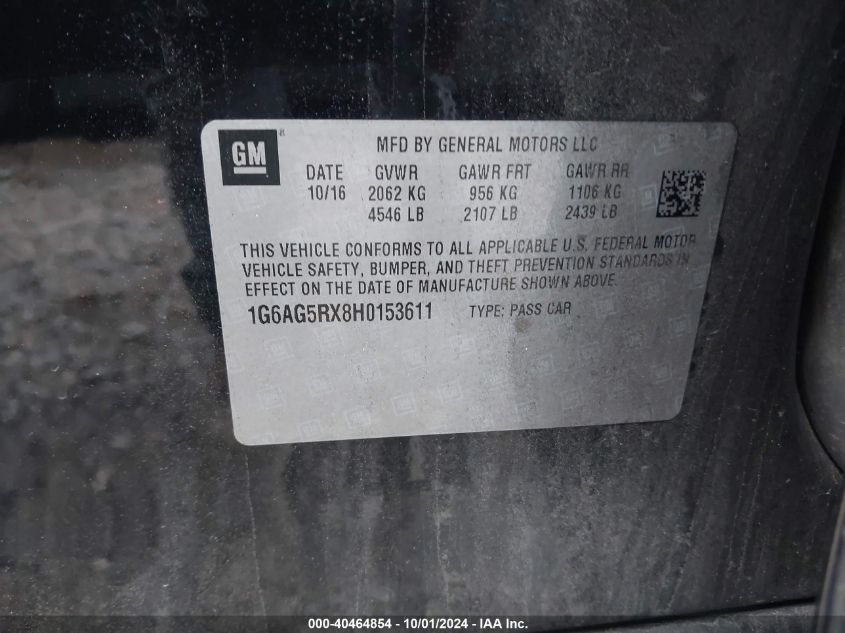 GM
MFD BY GENERAL MOTORS LLC
DATE GVWR GAWR FRT GAWR RR
10/16 2062 KG 956 KG 1106 KG
4546 LB 2107 LB 2439 LB
THIS VEHICLE CONFORMS TO ALL APPLICABLE U.S. FEDERAL MOTOR
VEHICLE SAFETY, BUMPER, AND THEFT PREVENTION STANDARDS IN
EFFECT ON THE DATE OF MANUFACTURE SHOWN ABOVE.
1G6AG5RX8H0153611 TYPE: PASS CAR
000-40464854 - 10/01/2024 - IAA Inc.